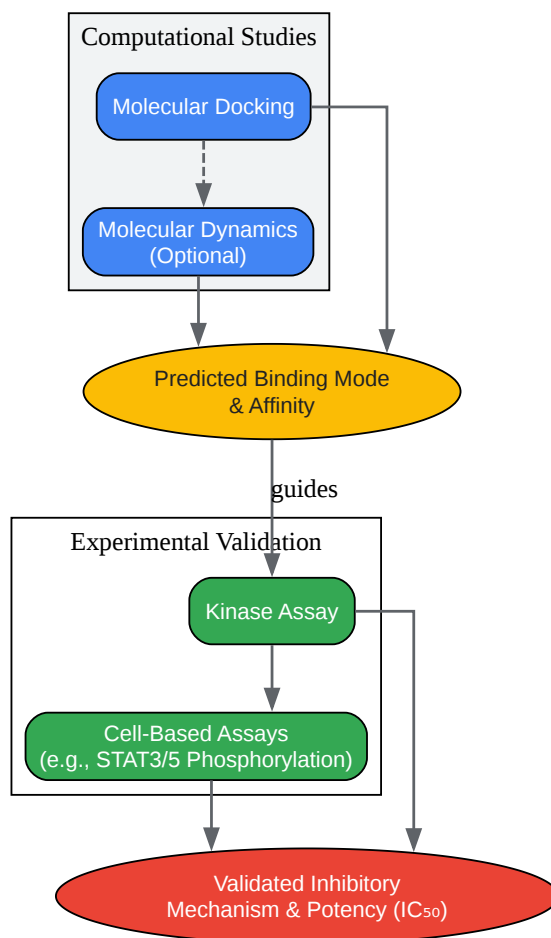 Computational Studies
Molecular Docking
Molecular Dynamics
(Optional)
Predicted Binding Mode
& Affinity
guides
Experimental Validation
Kinase Assay
Cell-Based Assays
(e.g., STAT3/5 Phosphorylation)
Validated Inhibitory
Mechanism & Potency (IC₅₀)